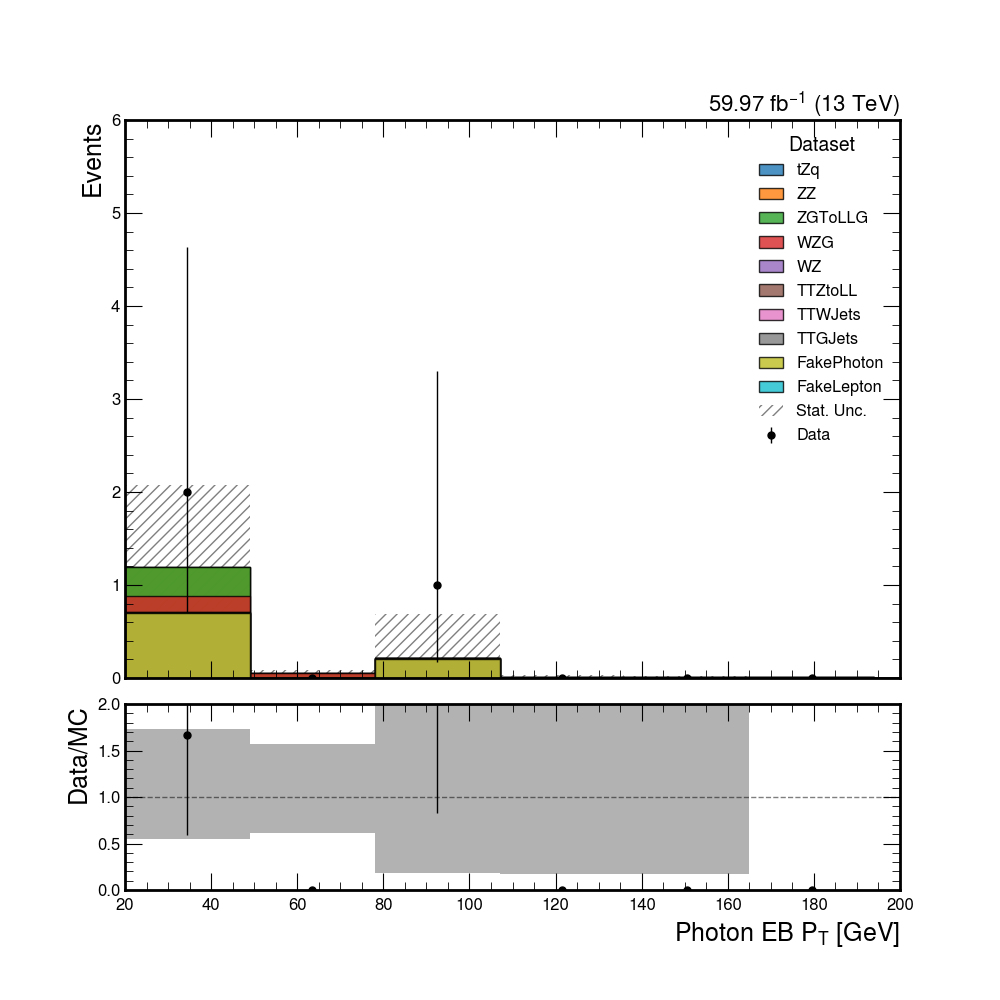 59.97 fb⁻¹ (13 TeV)
Events
6
5
4
3
2
1
0
Dataset
tZq
ZZ
ZGToLLG
WZG
WZ
TTZtoLL
TTWJets
TTGJets
FakePhoton
FakeLepton
Stat. Unc.
Data
Data/MC
2.0
1.5
1.0
0.5
0.0
20 40 60 80 100 120 140 160 180 200
Photon EB P_T [GeV]